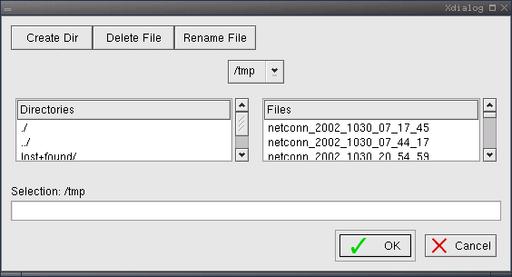 Xdialog
Create Dir Delete File Rename File
/tmp
Directories
./
../
lost+found/
Files
netconn_2002_1030_07_17_45
netconn_2002_1030_07_44_17
netconn_2002_1030_20_54_59
Selection: /tmp
OK Cancel